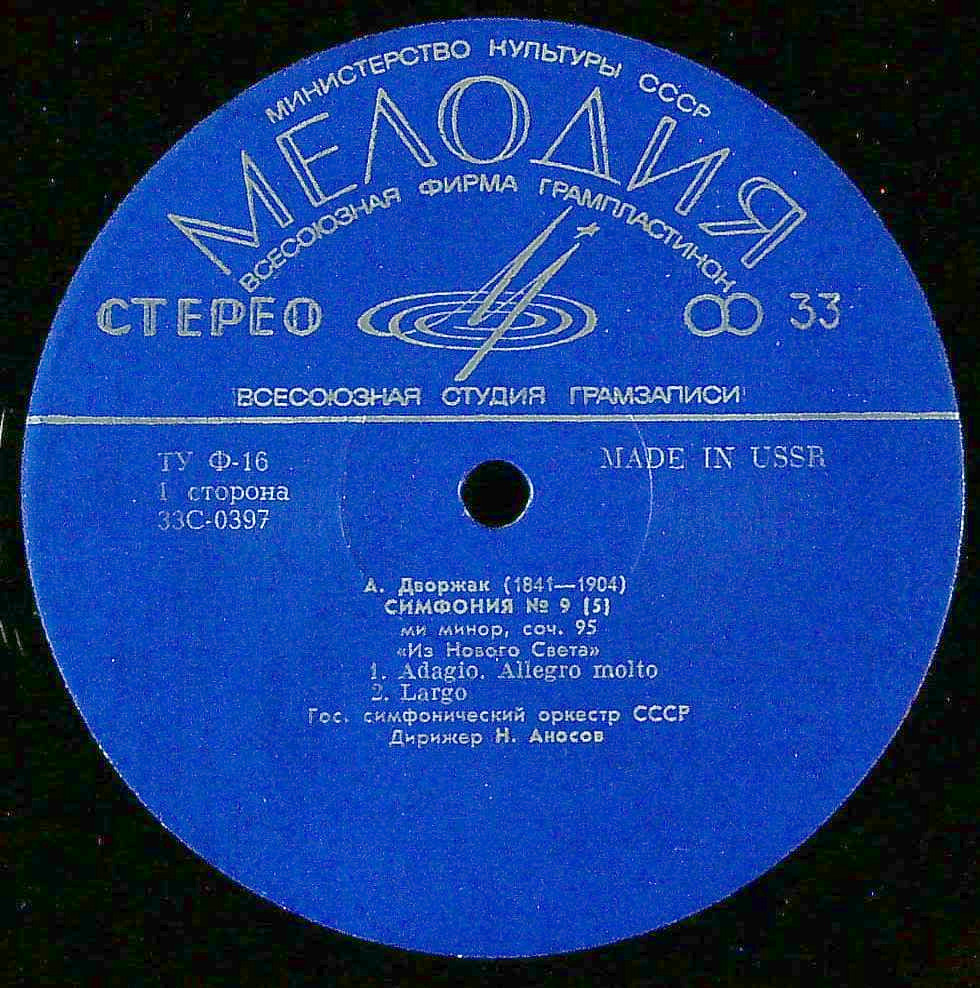 МИНИСТЕРСТВО КУЛЬТУРЫ СССР
МЕЛОДИЯ
ВСЕСОЮЗНАЯ ФИРМА ГРАМПЛАСТИНОК
СТЕРЕО 33
ВСЕСОЮЗНАЯ СТУДИЯ ГРАМЗАПИСИ
ТУ Ф-16
MADE IN USSR
1 сторона
33С-0397
А. Дворжак (1841—1904)
СИМФОНИЯ № 9 (5)
ми минор, соч. 95
«Из Нового Света»
1. Adagio. Allegro molto
2. Largo
Гос. симфонический оркестр СССР
Дирижер Н. Аносов